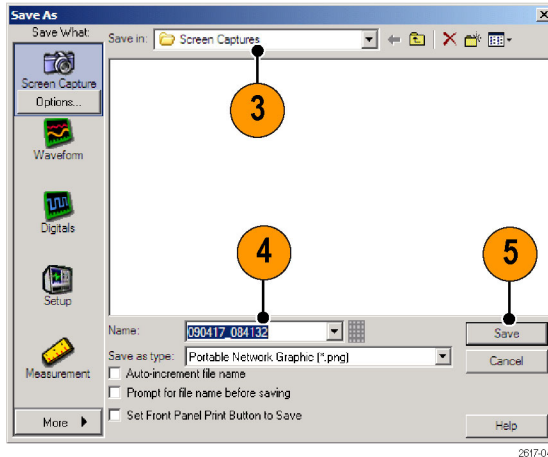 Save As
Save What:
Save in: Screen Captures
Screen Capture
Options...
3
Waveform
Digitals
4
5
Setup
Name: 090417_084132
Save
Save as type: Portable Network Graphic (*.png)
Cancel
Measurement
Auto-increment file name
Prompt for file name before saving
Set Front Panel Print Button to Save
More
Help